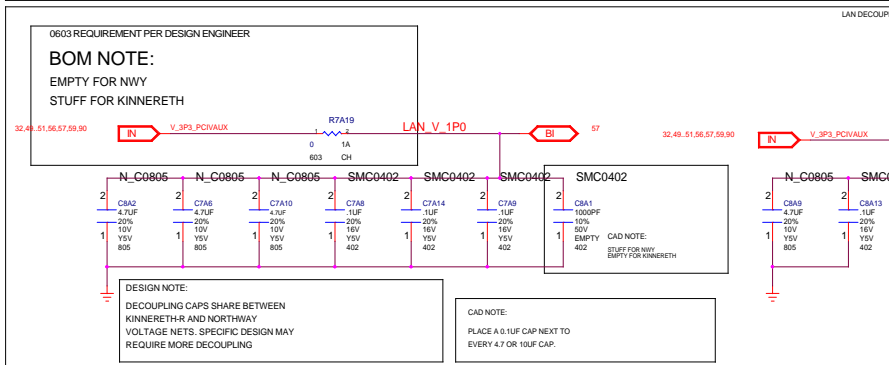 LAN DECOUP
0603 REQUIREMENT PER DESIGN ENGINEER
BOM NOTE:
EMPTY FOR NWY
STUFF FOR KINNERETH
R7A19
32,49..51,56,57,59,90 IN V_3P3_PCIVAUX 1 2 LAN_V_1P0 BI 57
0 1A
603 CH
32,49..51,56,57,59,90 IN V_3P3_PCIVAUX
N_C0805 N_C0805 N_C0805 SMC0402 SMC0402 SMC0402 SMC0402 N_C0805 SMC0
2 C8A2
4.7UF
20%
10V
1 Y5V
805
2 C7A6
4.7UF
20%
10V
1 Y5V
805
2 C7A10
4.7UF
20%
10V
1 Y5V
805
2 C7A8
.1UF
20%
16V
1 Y5V
402
2 C7A14
.1UF
20%
16V
1 Y5V
402
2 C7A9
.1UF
20%
16V
1 Y5V
402
2 C8A1
1000PF
10%
50V
1 EMPTY
402
CAD NOTE:
STUFF FOR NWY
EMPTY FOR KINNERETH
2 C8A9
4.7UF
20%
10V
1 Y5V
805
2 C8A13
.1UF
20%
16V
1 Y5V
402
DESIGN NOTE:
DECOUPLING CAPS SHARE BETWEEN
KINNERETH-R AND NORTHWAY
VOLTAGE NETS. SPECIFIC DESIGN MAY
REQUIRE MORE DECOUPLING
CAD NOTE:
PLACE A 0.1UF CAP NEXT TO
EVERY 4.7 OR 10UF CAP.